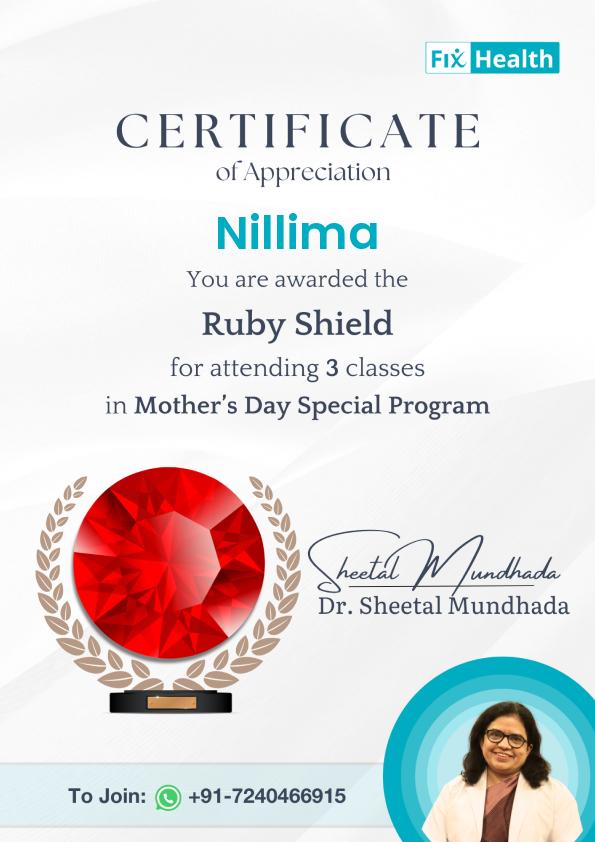 Fix Health
CERTIFICATE
of Appreciation
Nillima
You are awarded the
Ruby Shield
for attending 3 classes
in Mother’s Day Special Program
Sheetal Mundhada
Dr. Sheetal Mundhada
To Join: +91-7240466915